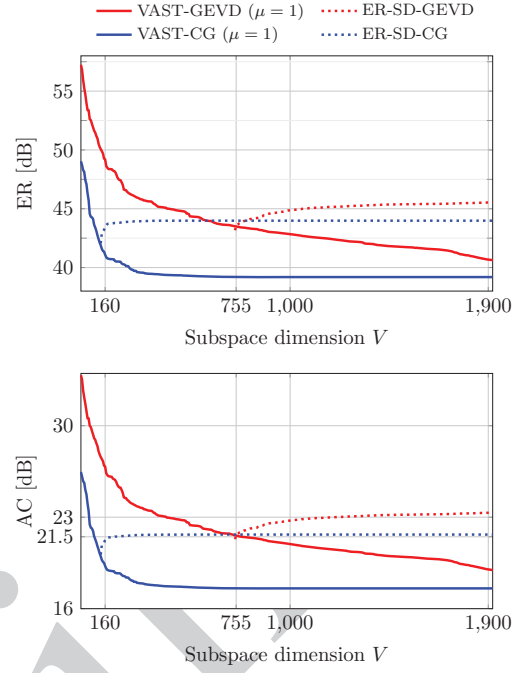 VAST-GEVD (μ = 1) ER-SD-GEVD
VAST-CG (μ = 1) ER-SD-CG
55
50
45
40
ER [dB]
160 755 1,000 1,900
Subspace dimension V
30
23
21.5
16
AC [dB]
160 755 1,000 1,900
Subspace dimension V